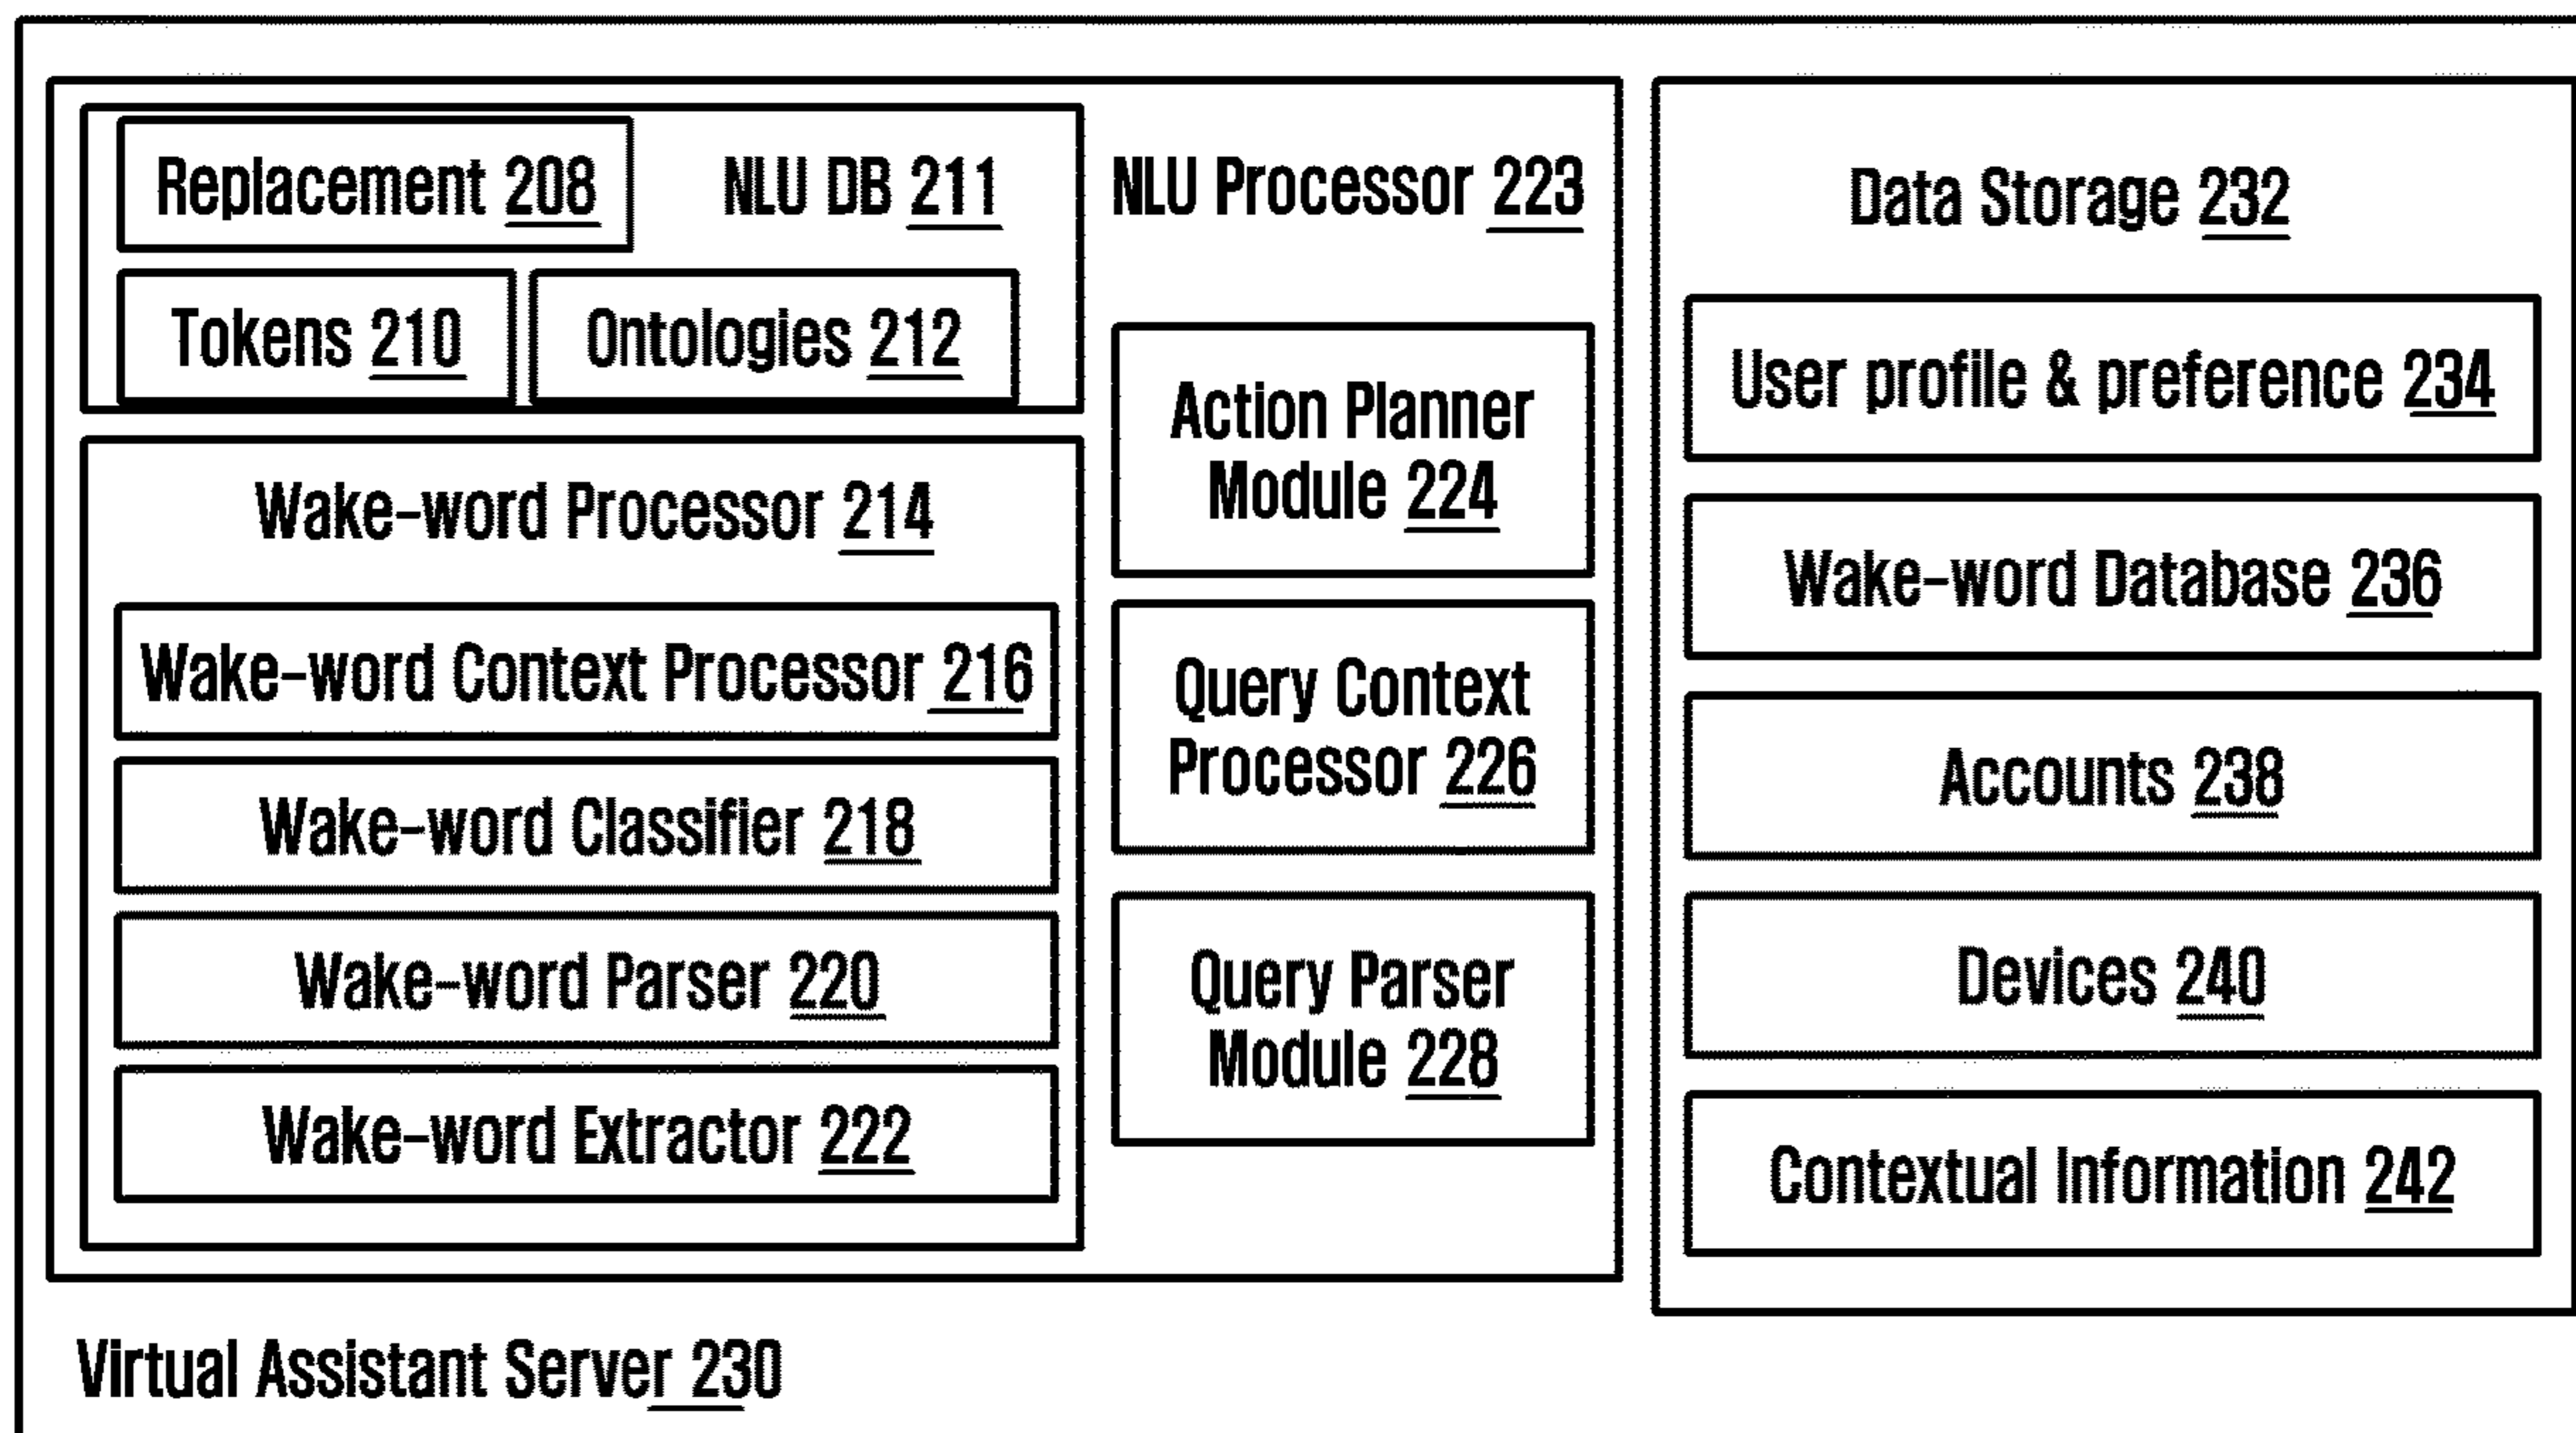 Replacement 208
NLU DB 211
Tokens 210
Ontologies 212
Wake-word Processor 214
Wake-word Context Processor 216
Wake-word Classifier 218
Wake-word Parser 220
Wake-word Extractor 222
NLU Processor 223
Action Planner
Module 224
Query Context
Processor 226
Query Parser
Module 228
Data Storage 232
User profile & preference 234
Wake-word Database 236
Accounts 238
Devices 240
Contextual Information 242
Virtual Assistant Server 230